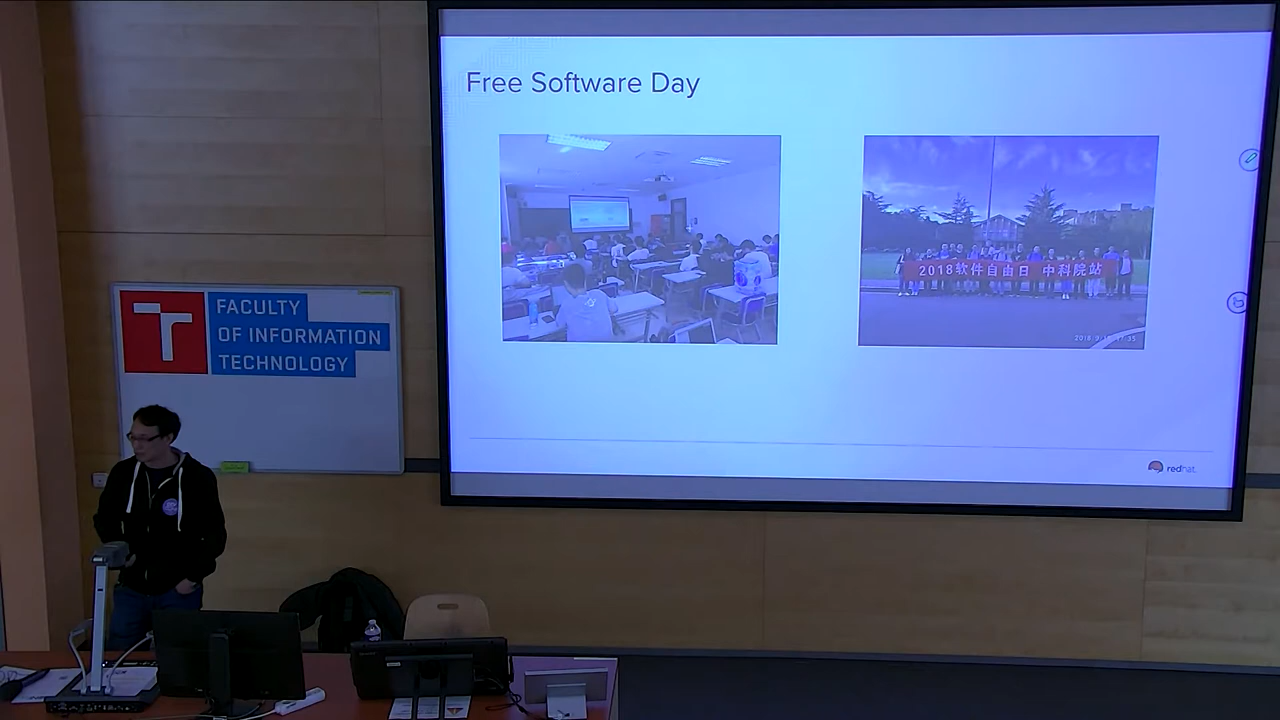 Free Software Day
2018软件自由日 中科院站
FACULTY
OF INFORMATION
TECHNOLOGY
redhat.